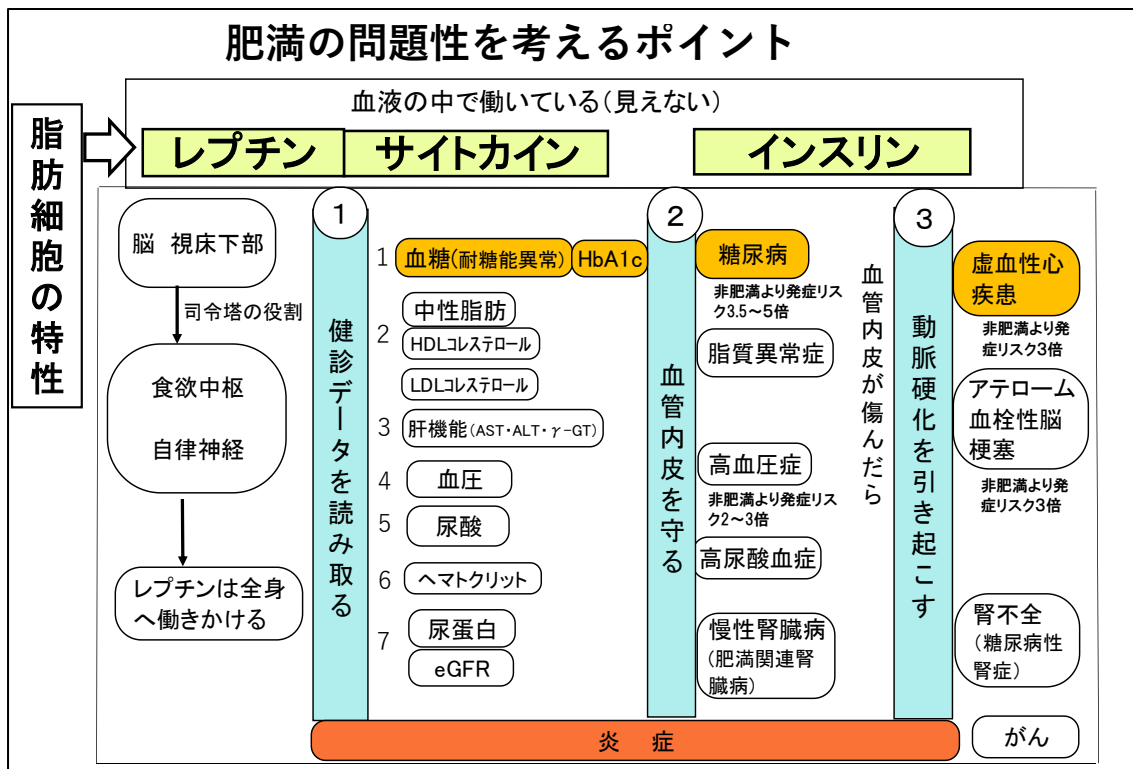 肥満の問題性を考えるポイント
脂肪細胞の特性
血液の中で働いている(見えない)
レプチン
サイトカイン
インスリン
脳 視床下部
司令塔の役割
食欲中枢
自律神経
レプチンは全身
へ働きかける
1
健診データを読み取る
1
血糖(耐糖能異常)
HbA1c
2
中性脂肪
HDLコレステロール
LDLコレステロール
3
肝機能(AST・ALT・γ-GT)
4
血圧
5
尿酸
6
ヘマトクリット
7
尿蛋白
eGFR
2
血管内皮を守る
糖尿病
非肥満より発症リス
ク3.5~5倍
脂質異常症
高血圧症
非肥満より発症リス
ク2~3倍
高尿酸血症
慢性腎臓病
(肥満関連腎
臓病)
血管内皮が傷んだら
3
動脈硬化を引き起こす
虚血性心
疾患
非肥満より発
症リスク3倍
アテローム
血栓性脳
梗塞
非肥満より発
症リスク3倍
腎不全
(糖尿病性
腎症)
がん
炎 症